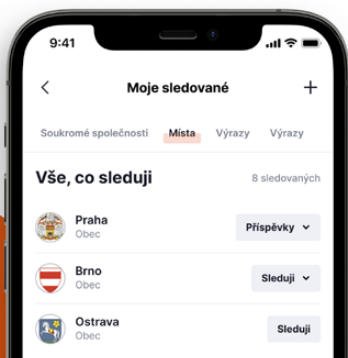 9:41
Moje sledované
Soukromé společnosti Místa Výrazy Výrazy
Vše, co sleduji 8 sledovaných
Praha
Obec
Příspěvky
Brno
Obec
Sleduji
Ostrava
Obec
Sleduji